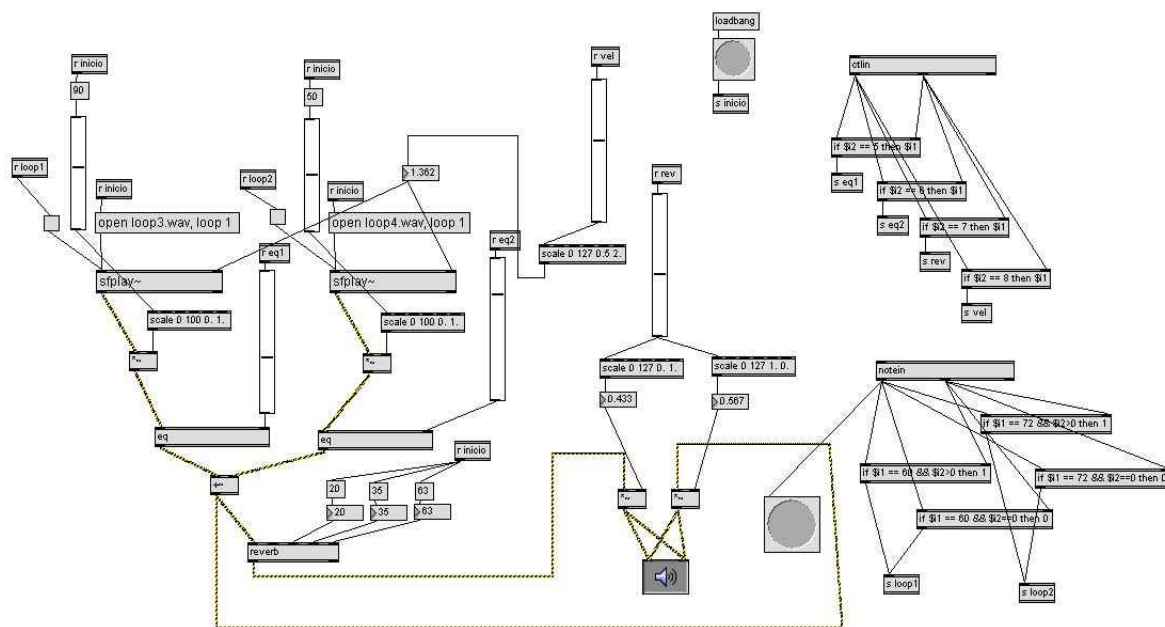 loadbang
s inicio
r inicio
90
r inicio
50
r vel
r loop1
r inicio
open loop3.wav, loop 1
r loop2
r inicio
open loop4.wav, loop 1
1.362
r eq1
r eq2
sfplay~
sfplay~
scale 0 127 0.5 2.
scale 0 100 0. 1.
scale 0 100 0. 1.
*~
*~
eq
eq
+~
r inicio
20
35
63
20
35
63
reverb
r rev
scale 0 127 0. 1.
scale 0 127 1. 0.
0.433
0.567
*~
*~
ctlin
if $i2 == 5 then $i1
s eq1
if $i2 == 6 then $i1
s eq2
if $i2 == 7 then $i1
s rev
if $i2 == 8 then $i1
s vel
notein
if $i1 == 72 && $i2>0 then 1
if $i1 == 60 && $i2>0 then 1
if $i1 == 72 && $i2==0 then 0
if $i1 == 60 && $i2==0 then 0
s loop1
s loop2